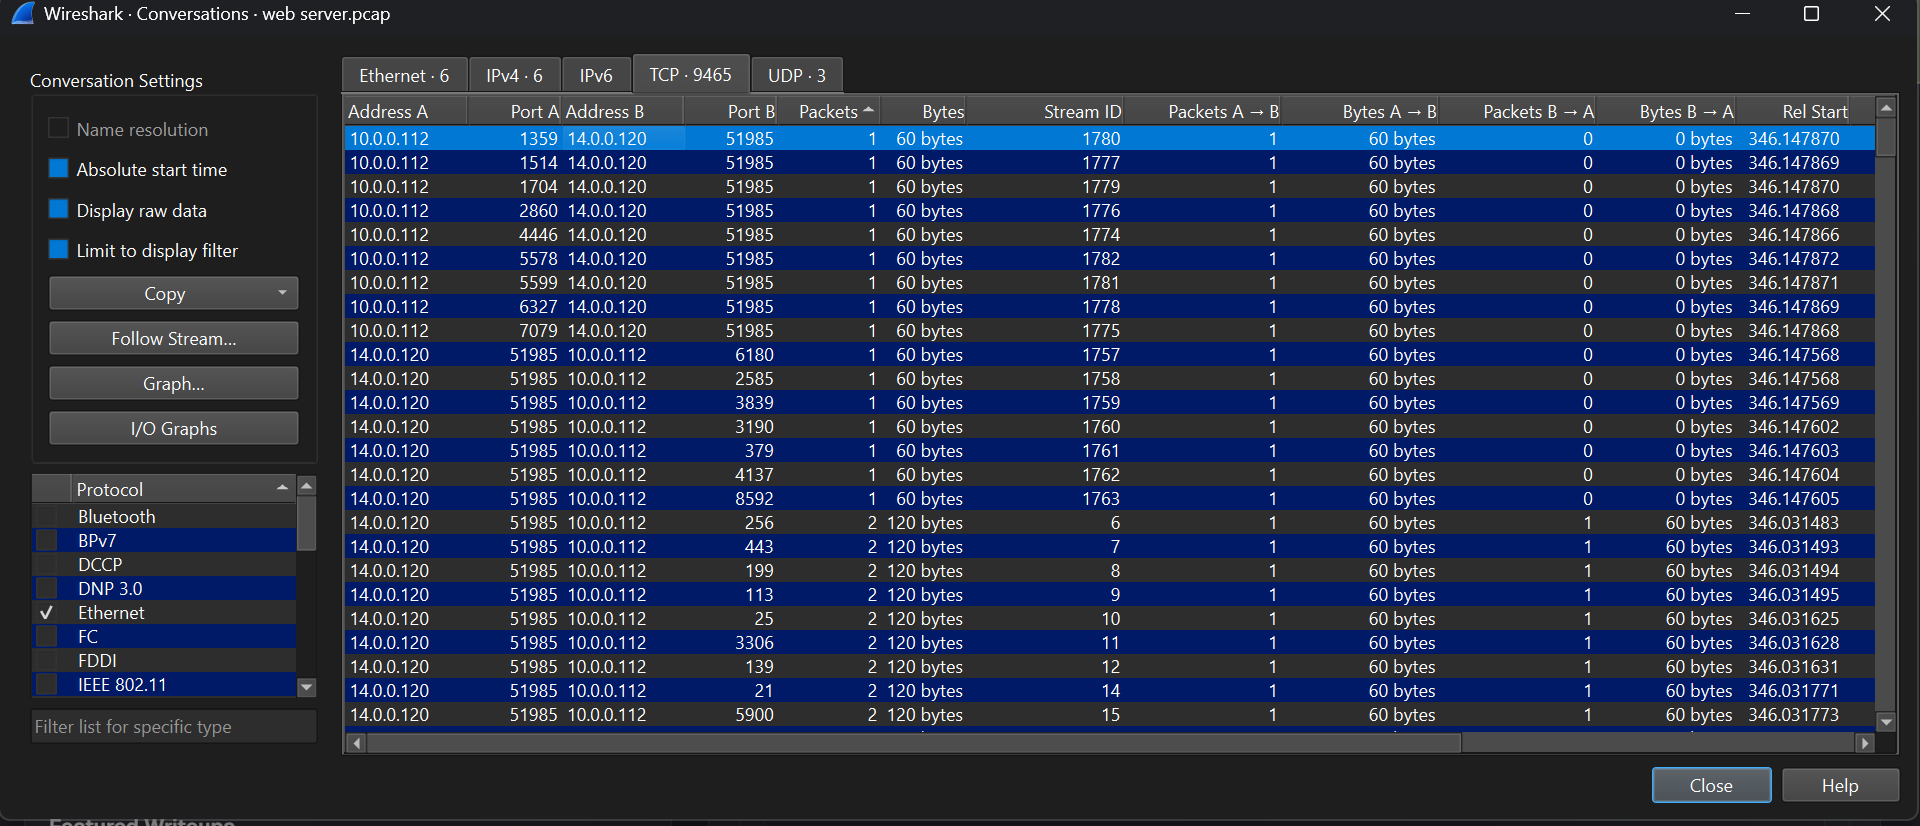 Wireshark · Conversations · web server.pcap
Conversation Settings
Name resolution
Absolute start time
Display raw data
Limit to display filter
Copy
Follow Stream...
Graph...
I/O Graphs
Protocol
Bluetooth
BPv7
DCCP
DNP 3.0
Ethernet
FC
FDDI
IEEE 802.11
Filter list for specific type
Ethernet · 6 IPv4 · 6 IPv6 TCP · 9465 UDP · 3
Address A Port A Address B Port B Packets Bytes Stream ID Packets A → B Bytes A → B Packets B → A Bytes B → A Rel Start
10.0.0.112 1359 14.0.0.120 51985 1 60 bytes 1780 1 60 bytes 0 0 bytes 346.147870
10.0.0.112 1514 14.0.0.120 51985 1 60 bytes 1777 1 60 bytes 0 0 bytes 346.147869
10.0.0.112 1704 14.0.0.120 51985 1 60 bytes 1779 1 60 bytes 0 0 bytes 346.147870
10.0.0.112 2860 14.0.0.120 51985 1 60 bytes 1776 1 60 bytes 0 0 bytes 346.147868
10.0.0.112 4446 14.0.0.120 51985 1 60 bytes 1774 1 60 bytes 0 0 bytes 346.147866
10.0.0.112 5578 14.0.0.120 51985 1 60 bytes 1782 1 60 bytes 0 0 bytes 346.147872
10.0.0.112 5599 14.0.0.120 51985 1 60 bytes 1781 1 60 bytes 0 0 bytes 346.147871
10.0.0.112 6327 14.0.0.120 51985 1 60 bytes 1778 1 60 bytes 0 0 bytes 346.147869
10.0.0.112 7079 14.0.0.120 51985 1 60 bytes 1775 1 60 bytes 0 0 bytes 346.147868
14.0.0.120 51985 10.0.0.112 6180 1 60 bytes 1757 1 60 bytes 0 0 bytes 346.147568
14.0.0.120 51985 10.0.0.112 2585 1 60 bytes 1758 1 60 bytes 0 0 bytes 346.147568
14.0.0.120 51985 10.0.0.112 3839 1 60 bytes 1759 1 60 bytes 0 0 bytes 346.147569
14.0.0.120 51985 10.0.0.112 3190 1 60 bytes 1760 1 60 bytes 0 0 bytes 346.147602
14.0.0.120 51985 10.0.0.112 379 1 60 bytes 1761 1 60 bytes 0 0 bytes 346.147603
14.0.0.120 51985 10.0.0.112 4137 1 60 bytes 1762 1 60 bytes 0 0 bytes 346.147604
14.0.0.120 51985 10.0.0.112 8592 1 60 bytes 1763 1 60 bytes 0 0 bytes 346.147605
14.0.0.120 51985 10.0.0.112 256 2 120 bytes 6 1 60 bytes 1 60 bytes 346.031483
14.0.0.120 51985 10.0.0.112 443 2 120 bytes 7 1 60 bytes 1 60 bytes 346.031493
14.0.0.120 51985 10.0.0.112 199 2 120 bytes 8 1 60 bytes 1 60 bytes 346.031494
14.0.0.120 51985 10.0.0.112 113 2 120 bytes 9 1 60 bytes 1 60 bytes 346.031495
14.0.0.120 51985 10.0.0.112 25 2 120 bytes 10 1 60 bytes 1 60 bytes 346.031625
14.0.0.120 51985 10.0.0.112 3306 2 120 bytes 11 1 60 bytes 1 60 bytes 346.031628
14.0.0.120 51985 10.0.0.112 139 2 120 bytes 12 1 60 bytes 1 60 bytes 346.031631
14.0.0.120 51985 10.0.0.112 21 2 120 bytes 14 1 60 bytes 1 60 bytes 346.031771
14.0.0.120 51985 10.0.0.112 5900 2 120 bytes 15 1 60 bytes 1 60 bytes 346.031773
Close Help
Featured Writeups